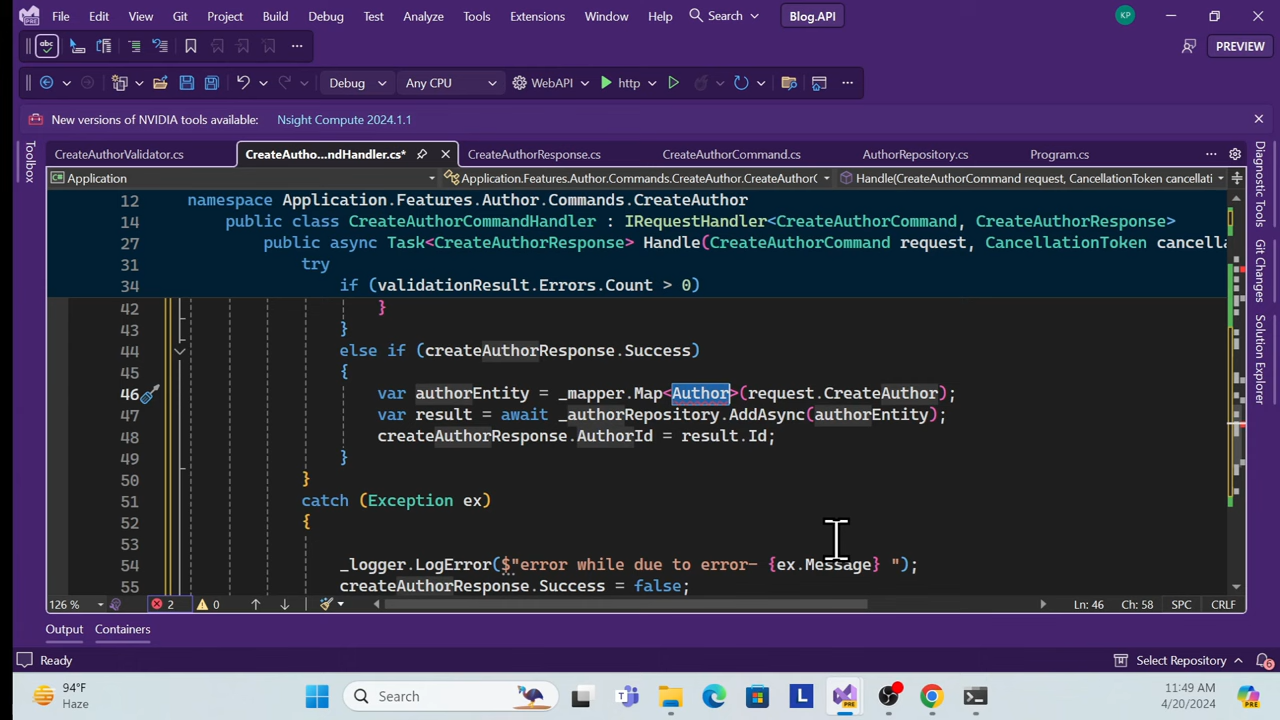 File Edit View Git Project Build Debug Test Analyze Tools Extensions Window Help Search Blog.API KP
abc PREVIEW
Debug Any CPU WebAPI http
New versions of NVIDIA tools available: Nsight Compute 2024.1.1
Toolbox
CreateAuthorValidator.cs CreateAutho...ndHandler.cs* CreateAuthorResponse.cs CreateAuthorCommand.cs AuthorRepository.cs Program.cs
Application Application.Features.Author.Commands.CreateAuthor.CreateAuthorC Handle(CreateAuthorCommand request, CancellationToken cancellati
12 namespace Application.Features.Author.Commands.CreateAuthor
14 public class CreateAuthorCommandHandler : IRequestHandler<CreateAuthorCommand, CreateAuthorResponse>
27 public async Task<CreateAuthorResponse> Handle(CreateAuthorCommand request, CancellationToken cancella
31 try
34 if (validationResult.Errors.Count > 0)
42 }
43 }
44 else if (createAuthorResponse.Success)
45 {
46 var authorEntity = _mapper.Map<Author>(request.CreateAuthor);
47 var result = await _authorRepository.AddAsync(authorEntity);
48 createAuthorResponse.AuthorId = result.Id;
49 }
50 }
51 catch (Exception ex)
52 {
53
54 _logger.LogError($"error while due to error- {ex.Message} ");
55 createAuthorResponse.Success = false;
Diagnostic Tools
Git Changes
Solution Explorer
126 % 2 0 Ln: 46 Ch: 58 SPC CRLF
Output Containers
Ready Select Repository 6
94°F
Haze
Search
L
PRE
11:49 AM
4/20/2024
PRE